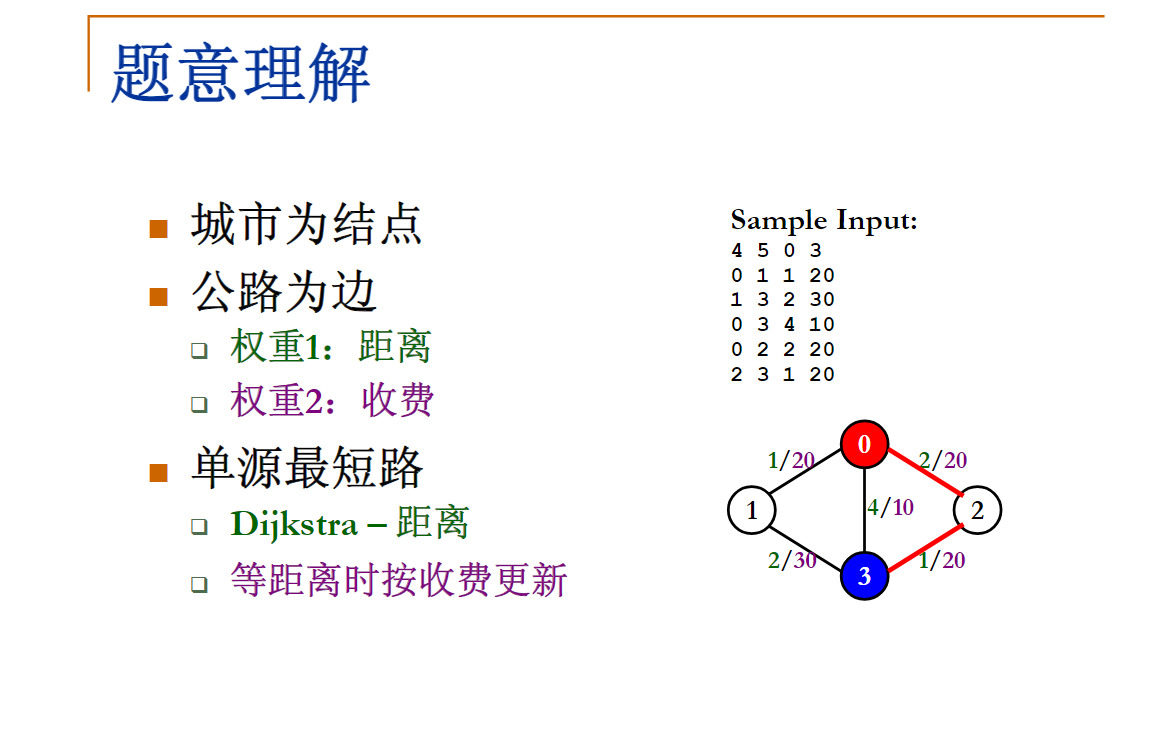 题意理解
城市为结点
公路为边
权重1：距离
权重2：收费
单源最短路
Dijkstra – 距离
等距离时按收费更新
Sample Input:
4 5 0 3
0 1 1 20
1 3 2 30
0 3 4 10
0 2 2 20
2 3 1 20
0
1/20
2/20
1
4/10
2
2/30
1/20
3